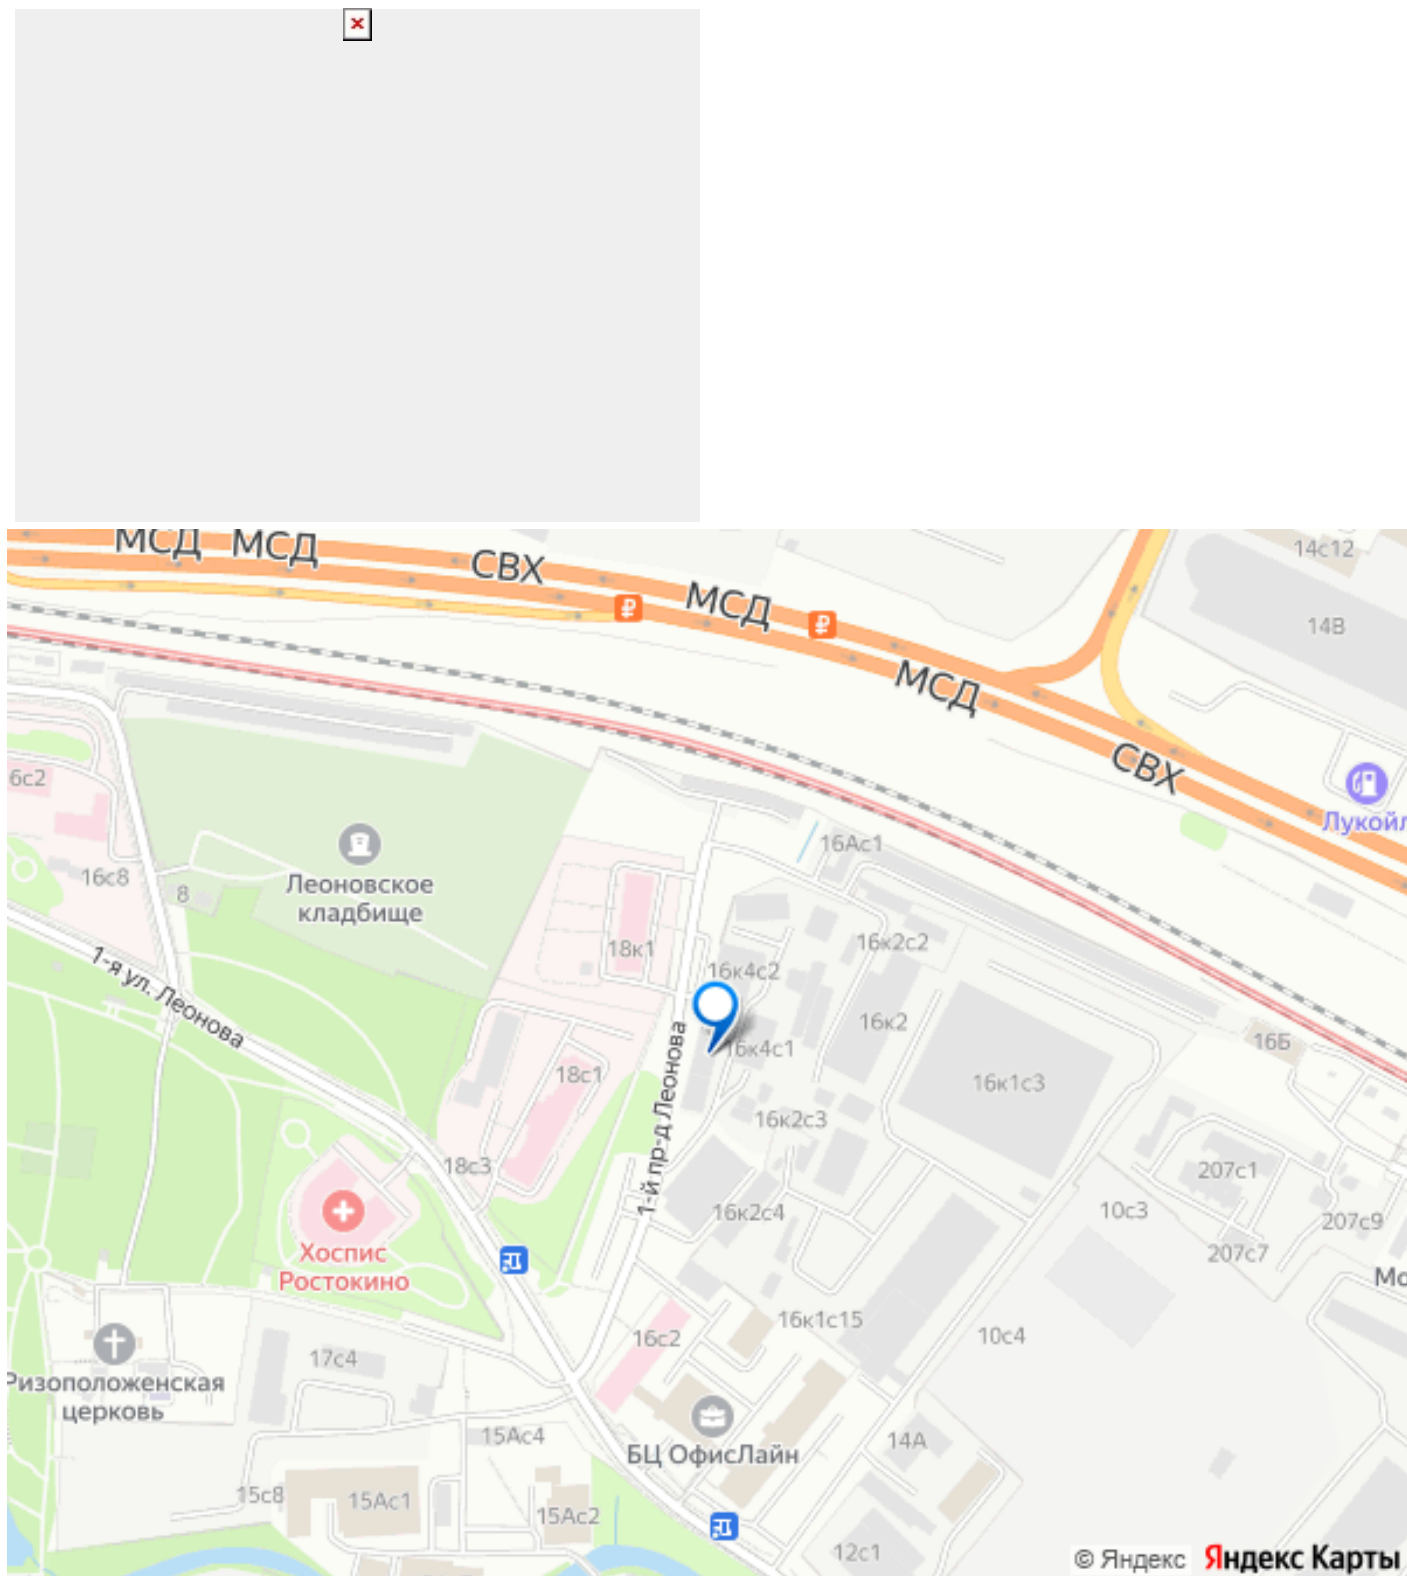 МСД
МСД
СВХ
14с12
МСД
14В
МСД
СВХ
6с2
Лукойл
16Ас1
16с8
8
Леоновское
кладбище
18к1
16к2с2
1-я ул. Леонова
16к4с2
16к2
16к4с1
16Б
1-й пр-д Леонова
18с1
16к1с3
16к2с3
18с3
207с1
16к2с4
10с3
207с9
207с7
Хоспис
Ростокино
Мо
16к1с15
10с4
16с2
17с4
Ризоположенская
церковь
15Ас4
БЦ ОфисЛайн
14А
15с8
15Ас1
15Ас2
12с1
© Яндекс Яндекс Карты